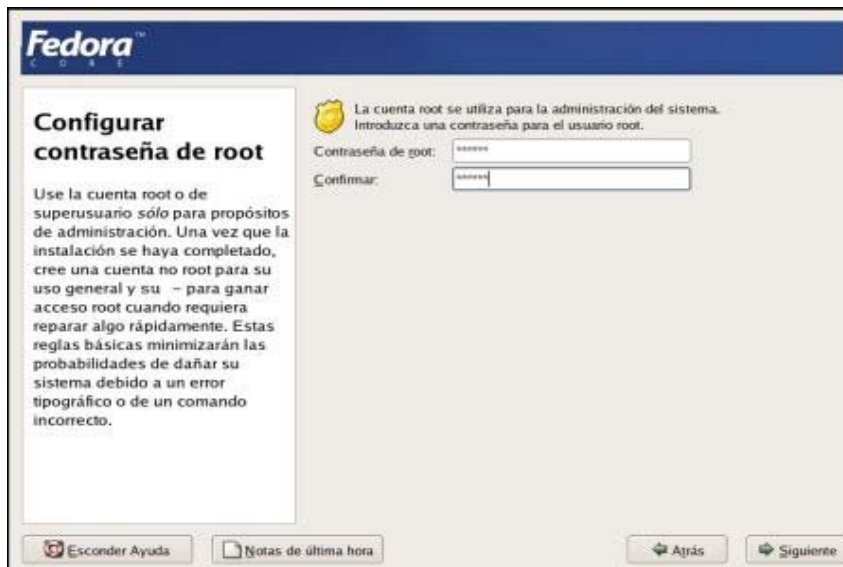 Fedora™
CORE
Configurar
contraseña de root
Use la cuenta root o de
superusuario sólo para propósitos
de administración. Una vez que la
instalación se haya completado,
cree una cuenta no root para su
uso general y su - para ganar
acceso root cuando requiera
reparar algo rápidamente. Estas
reglas básicas minimizarán las
probabilidades de dañar su
sistema debido a un error
tipográfico o de un comando
incorrecto.
La cuenta root se utiliza para la administración del sistema.
Introduzca una contraseña para el usuario root.
Contraseña de root: ******
Confirmar: ******
Esconder Ayuda
Notas de última hora
Atrás
Siguiente